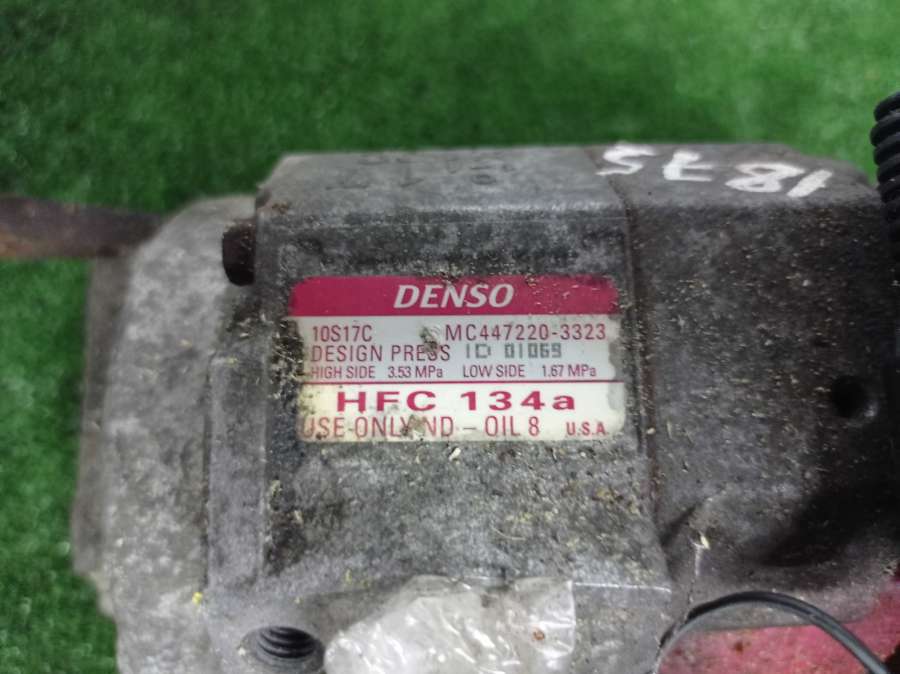 1875
DENSO
10S17C MC447220-3323
DESIGN PRESS ID 01069
HIGH SIDE 3.53 MPa LOW SIDE 1.67 MPa
HFC 134a
USE ONLY ND-OIL 8 U.S.A.